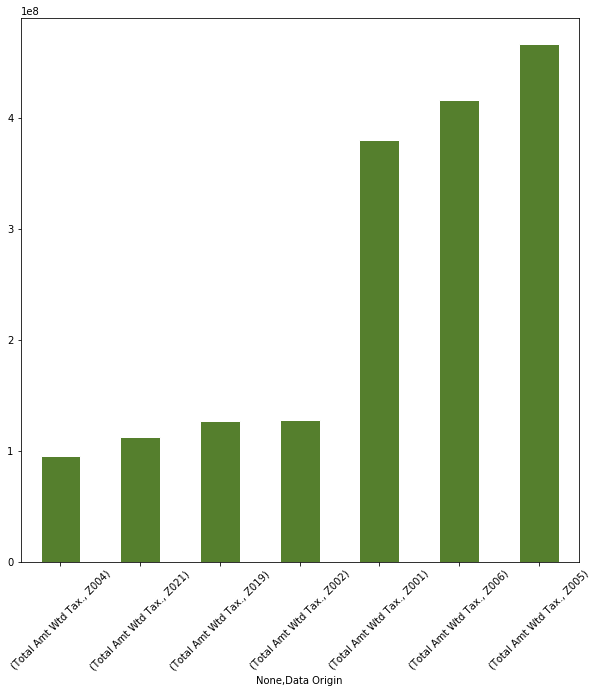 1e8
4
3
2
1
0
(Total Amt Wtd Tax., Z004)
(Total Amt Wtd Tax., Z021)
(Total Amt Wtd Tax., Z019)
(Total Amt Wtd Tax., Z002)
(Total Amt Wtd Tax., Z001)
(Total Amt Wtd Tax., Z006)
(Total Amt Wtd Tax., Z005)
None,Data Origin